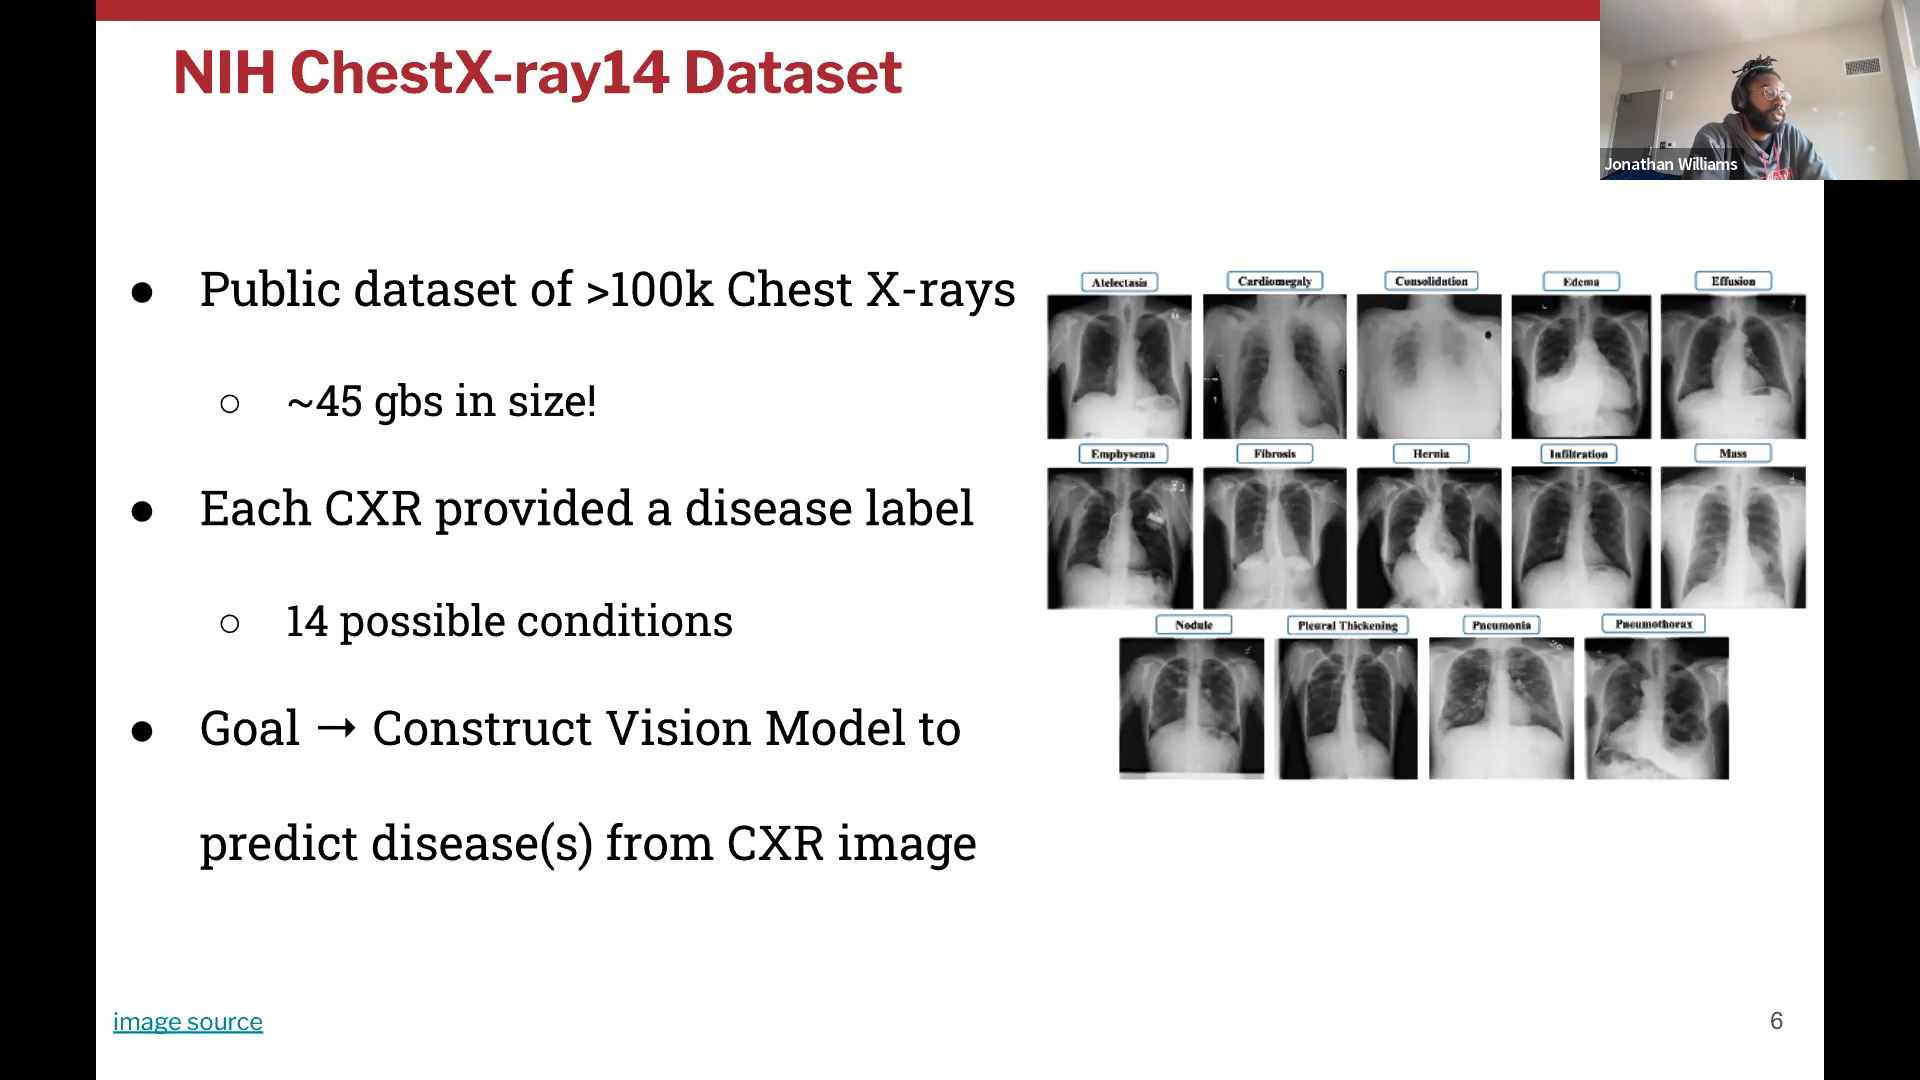 NIH ChestX-ray14 Dataset
Jonathan Williams
● Public dataset of >100k Chest X-rays
○ ~45 gbs in size!
● Each CXR provided a disease label
○ 14 possible conditions
● Goal → Construct Vision Model to
predict disease(s) from CXR image
Atelectasis Cardiomegaly Consolidation Edema Effusion
Emphysema Fibrosis Hernia Infiltration Mass
Nodule Pleural Thickening Pneumonia Pneumothorax
image source
6